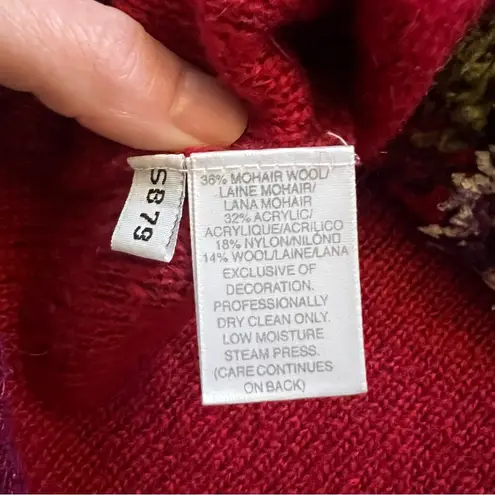 SB79
36% MOHAIR WOOL/
LAINE MOHAIR/
LANA MOHAIR
32% ACRYLIC/
ACRYLIQUE/ACRILICO
18% NYLON/NILÓN
14% WOOL/LAINE/LANA
EXCLUSIVE OF
DECORATION.
PROFESSIONALLY
DRY CLEAN ONLY.
LOW MOISTURE
STEAM PRESS.
(CARE CONTINUES
ON BACK)